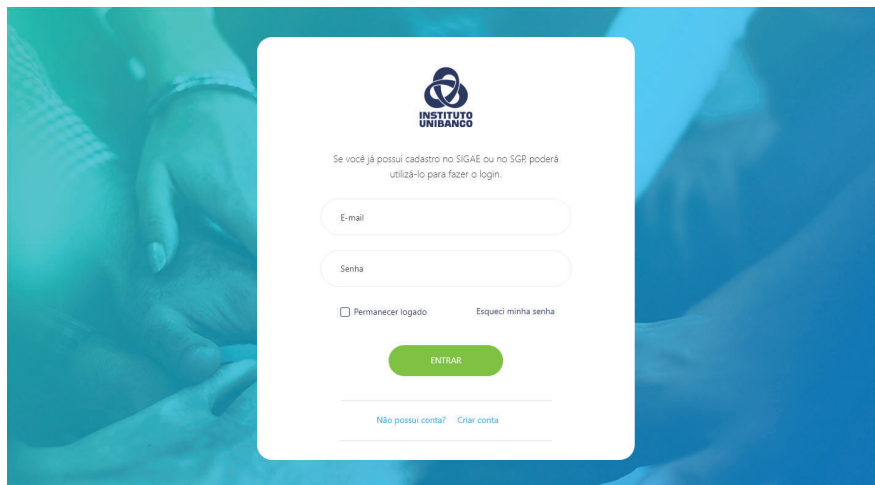 INSTITUTO
UNIBANCO
Se você já possui cadastro no SIGAE ou no SGP, poderá
utilizá-lo para fazer o login.
E-mail
Senha
Permanecer logado
Esqueci minha senha
ENTRAR
Não possui conta? Criar conta